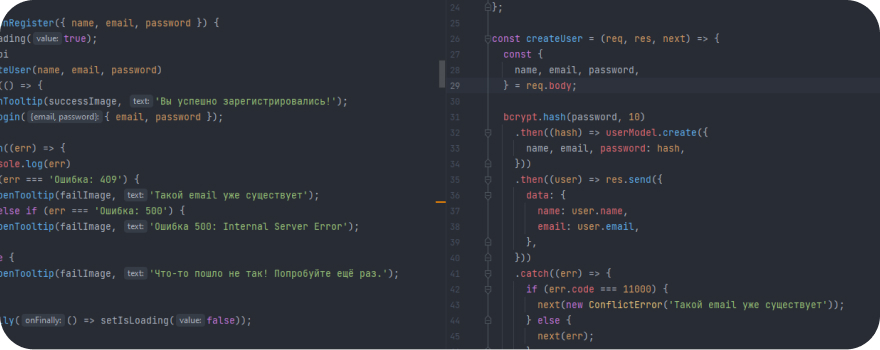 nRegister({ name, email, password }) {
ading( value: true);
pi
teUser(name, email, password)
(() => {
nTooltip(successImage, text: 'Вы успешно зарегистрировались!');
ogin( {email, password}: { email, password });
h((err) => {
sole.log(err)
(err === 'Ошибка: 409') {
penTooltip(failImage, text: 'Такой email уже существует');
else if (err === 'Ошибка: 500') {
penTooltip(failImage, text: 'Ошибка 500: Internal Server Error');
e {
penTooltip(failImage, text: 'Что-то пошло не так! Попробуйте ещё раз.');
lly( onFinally: () => setIsLoading( value: false));
24 };
25
26 const createUser = (req, res, next) => {
27 const {
28 name, email, password,
29 } = req.body;
30
31 bcrypt.hash(password, 10)
32 .then((hash) => userModel.create({
33 name, email, password: hash,
34 }))
35 .then((user) => res.send({
36 data: {
37 name: user.name,
38 email: user.email,
39 },
40 }))
41 .catch((err) => {
42 if (err.code === 11000) {
43 next(new ConflictError('Такой email уже существует'));
44 } else {
45 next(err);